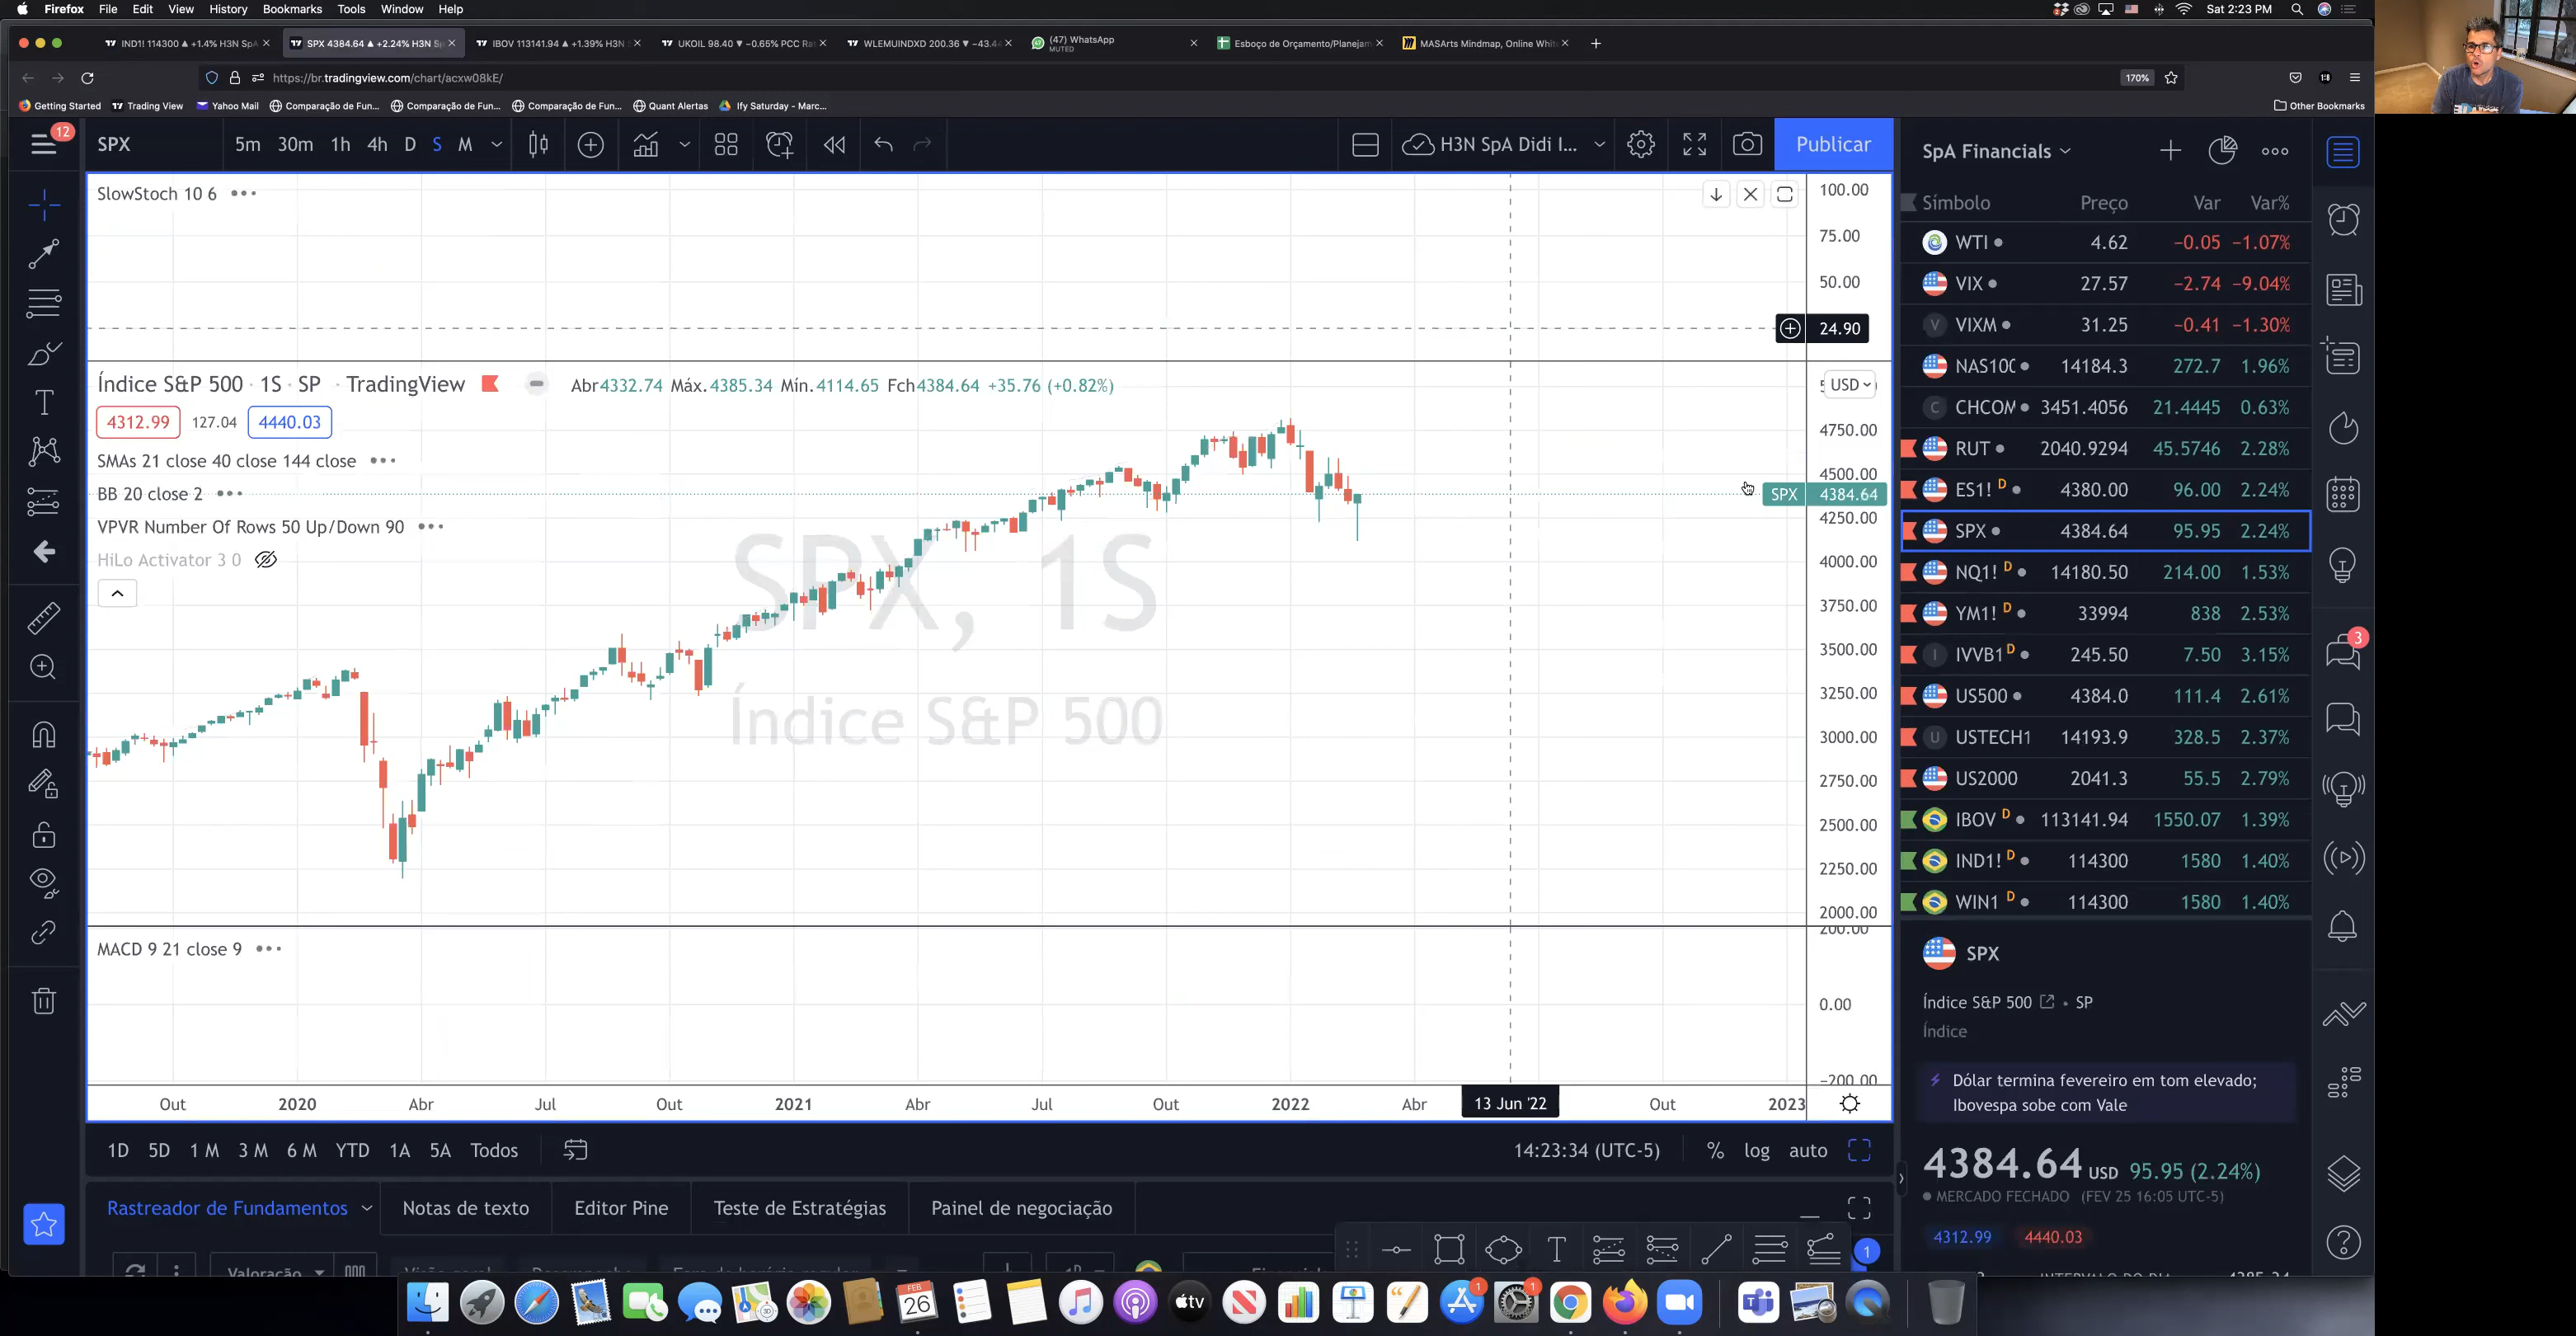 Firefox File Edit View History Bookmarks Tools Window Help
Sat 2:23 PM
IND1! 114300 ▲ +1.4% H3N SpA
SPX 4384.64 ▲ +2.24% H3N Sp
IBOV 113141.94 ▲ +1.39% H3N
UKOIL 98.40 ▼ −0.65% PCC Rat
WLEMUINDXD 200.36 ▼ −43.4
(47) WhatsApp
MUTED
Esboço de Orçamento/Planejam
MASArts Mindmap, Online Whit
https://br.tradingview.com/chart/acxw08kE/
170%
Getting Started Trading View Yahoo Mail Comparação de Fun... Comparação de Fun... Comparação de Fun... Quant Alertas Ify Saturday - Marc...
Other Bookmarks
12
SPX 5m 30m 1h 4h D S M
H3N SpA Didi I...
Publicar
SlowStoch 10 6
100.00
75.00
50.00
24.90
Índice S&P 500 · 1S · SP · TradingView
Abr4332.74 Máx.4385.34 Mín.4114.65 Fch4384.64 +35.76 (+0.82%)
USD
4312.99 127.04 4440.03
SMAs 21 close 40 close 144 close
BB 20 close 2
VPVR Number Of Rows 50 Up/Down 90
HiLo Activator 3 0
SPX, 1S
Índice S&P 500
4750.00
4500.00
SPX 4384.64
4250.00
4000.00
3750.00
3500.00
3250.00
3000.00
2750.00
2500.00
2250.00
2000.00
MACD 9 21 close 9
200.00
0.00
−200.00
Out 2020 Abr Jul Out 2021 Abr Jul Out 2022 Abr 13 Jun '22 Out 2023
1D 5D 1 M 3 M 6 M YTD 1A 5A Todos
14:23:34 (UTC-5) % log auto
Rastreador de Fundamentos Notas de texto Editor Pine Teste de Estratégias Painel de negociação
Valoração
1
SpA Financials
Símbolo Preço Var Var%
WTI 4.62 −0.05 −1.07%
VIX 27.57 −2.74 −9.04%
V VIXM 31.25 −0.41 −1.30%
NAS100 14184.3 272.7 1.96%
C CHCOM 3451.4056 21.4445 0.63%
RUT 2040.9294 45.5746 2.28%
ES1! D 4380.00 96.00 2.24%
SPX 4384.64 95.95 2.24%
NQ1! D 14180.50 214.00 1.53%
YM1! D 33994 838 2.53%
I IVVB1 D 245.50 7.50 3.15%
US500 4384.0 111.4 2.61%
U USTECH1 14193.9 328.5 2.37%
US2000 2041.3 55.5 2.79%
IBOV D 113141.94 1550.07 1.39%
IND1! D 114300 1580 1.40%
WIN1 D 114300 1580 1.40%
3
SPX
Índice S&P 500 • SP
Índice
Dólar termina fevereiro em tom elevado;
Ibovespa sobe com Vale
4384.64 USD 95.95 (2.24%)
MERCADO FECHADO (FEV 25 16:05 UTC-5)
4312.99 4440.03
INTERVALO DO DIA
FEB
26
tv
1
1